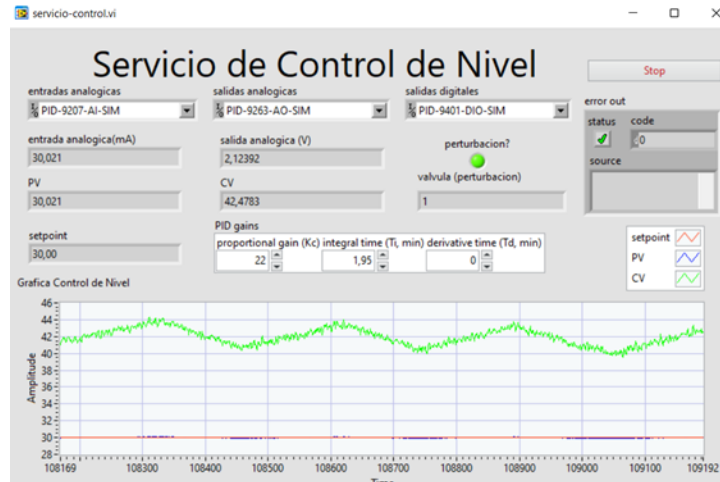 servicio-control.vi
Servicio de Control de Nivel
Stop
entradas analogicas
salidas analogicas
salidas digitales
PID-9207-AI-SIM
PID-9263-AO-SIM
PID-9401-DIO-SIM
error out
status code
0
source
entrada analogica(mA)
30,021
salida analogica (V)
2,12392
perturbacion?
PV
30,021
CV
42,4783
valvula (perturbacion)
1
setpoint
30,00
PID gains
proportional gain (Kc) integral time (Ti, min) derivative time (Td, min)
22 1,95 0
setpoint
PV
CV
Grafica Control de Nivel
Amplitude
46
44
42
40
38
36
34
32
30
28
108169 108300 108400 108500 108600 108700 108800 108900 109000 109100 109192
Time